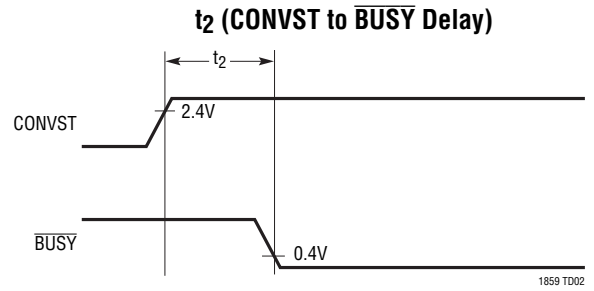 t2 (CONVST to BUSY Delay)
t2
CONVST
2.4V
BUSY
0.4V
1859 TD02